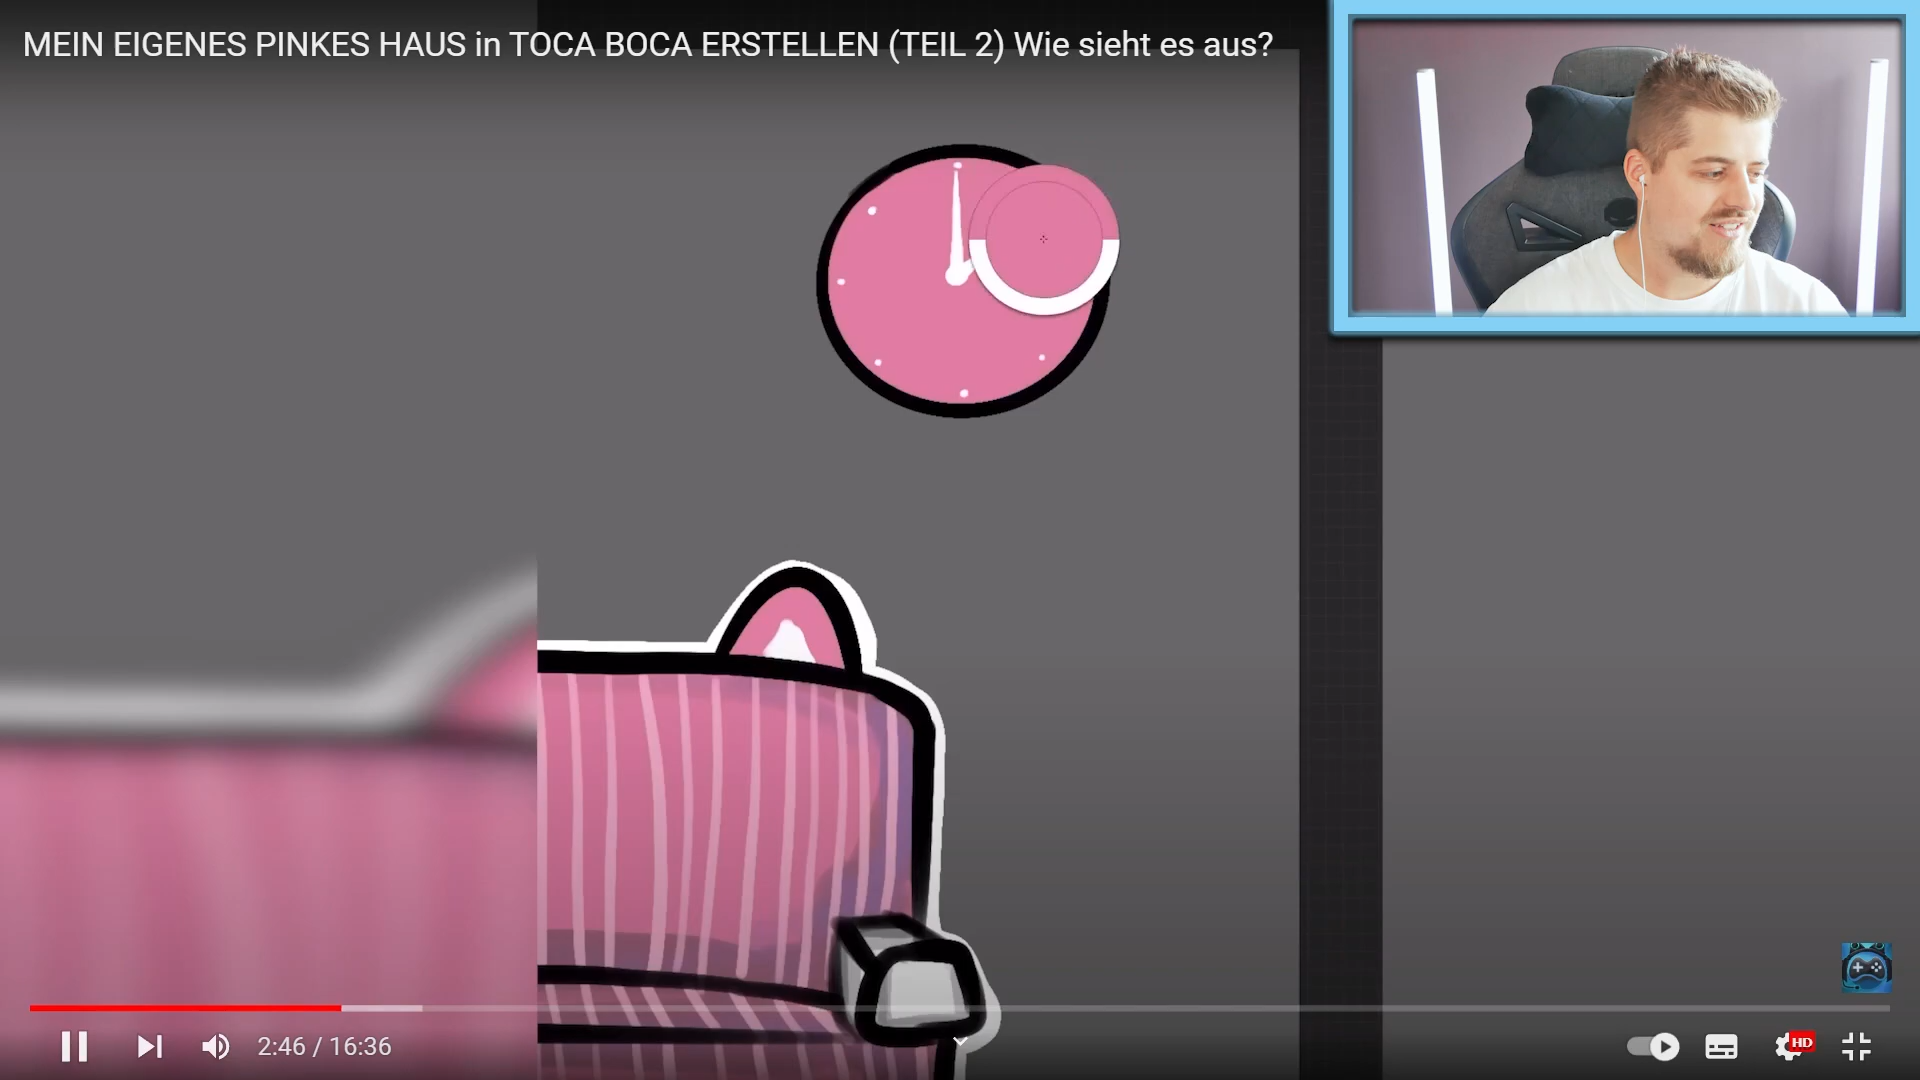 MEIN EIGENES PINKES HAUS in TOCA BOCA ERSTELLEN (TEIL 2) Wie sieht es aus?
2:46 / 16:36
HD